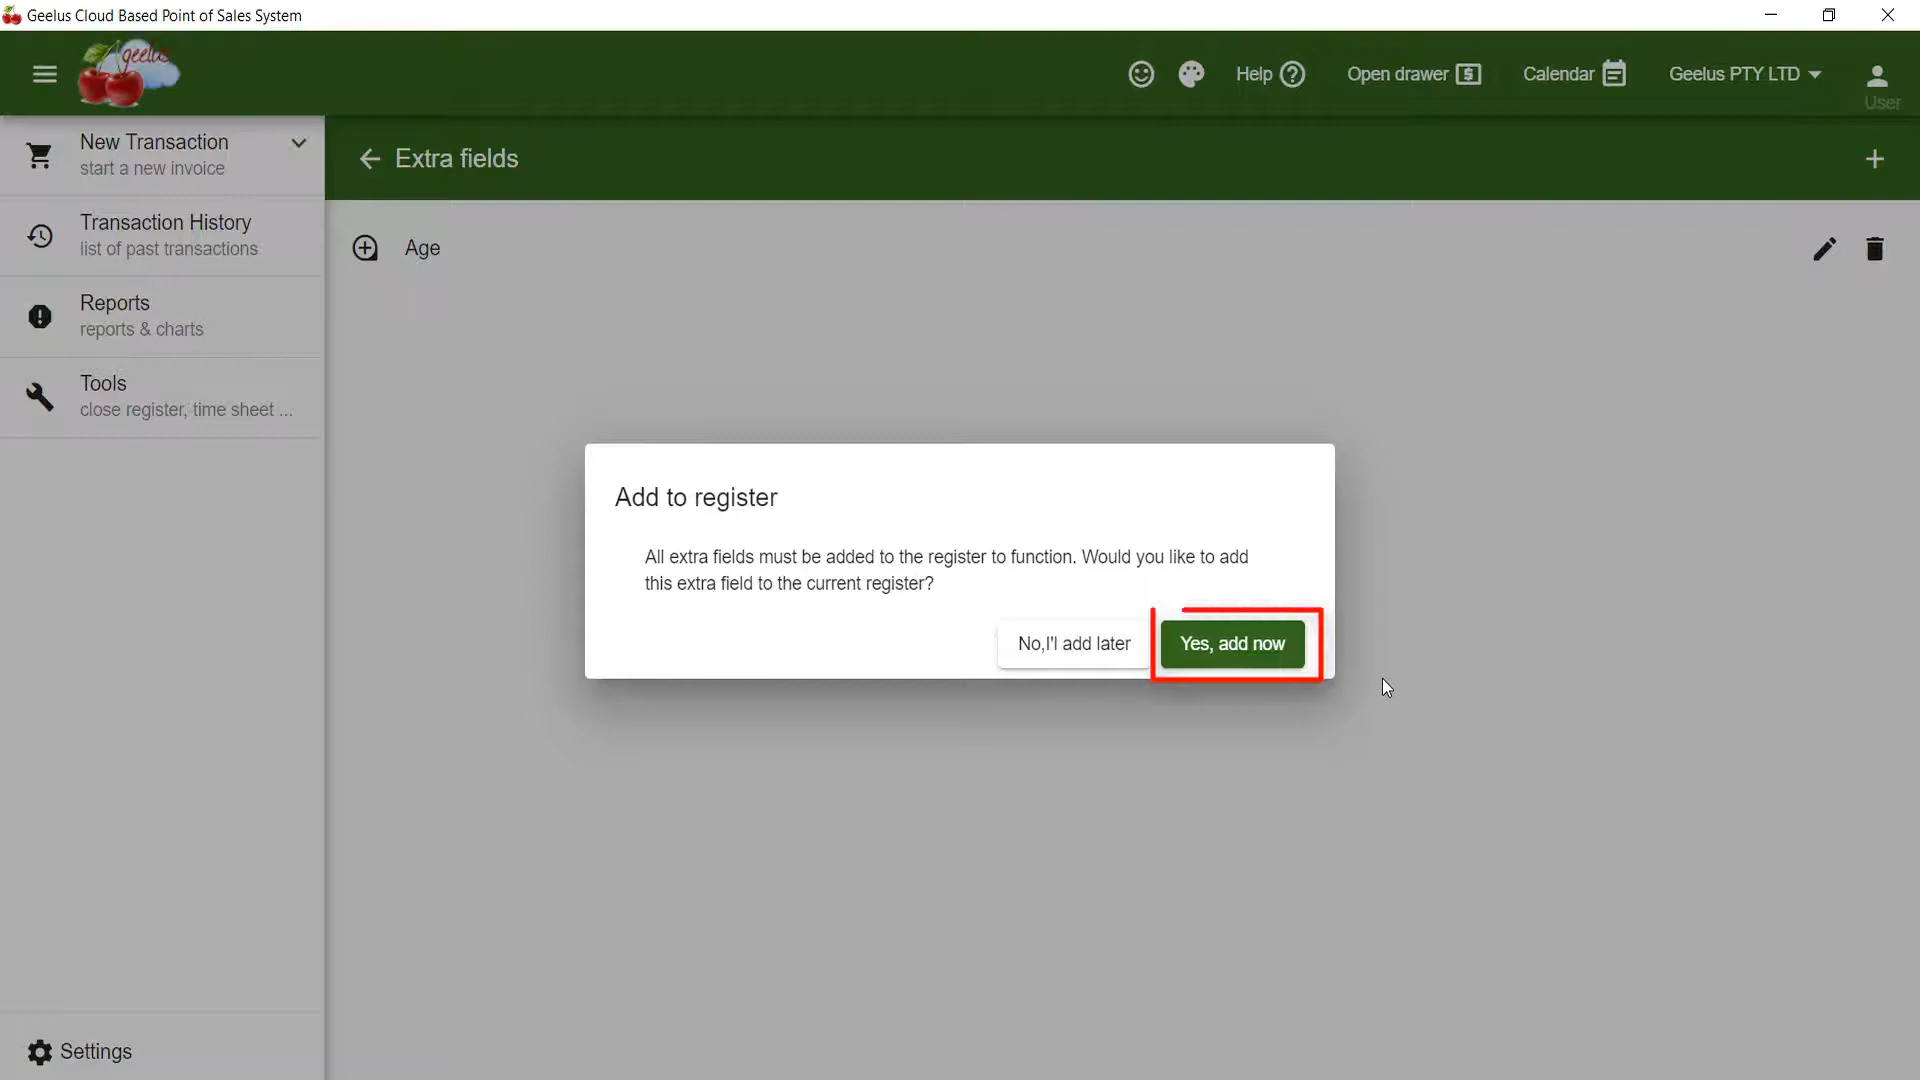 Geelus Cloud Based Point of Sales System
geelus
Help
Open drawer
Calendar
Geelus PTY LTD
User
New Transaction
start a new invoice
Extra fields
Transaction History
list of past transactions
Age
Reports
reports & charts
Tools
close register, time sheet ...
Add to register
All extra fields must be added to the register to function. Would you like to add
this extra field to the current register?
No,I'l add later
Yes, add now
Settings